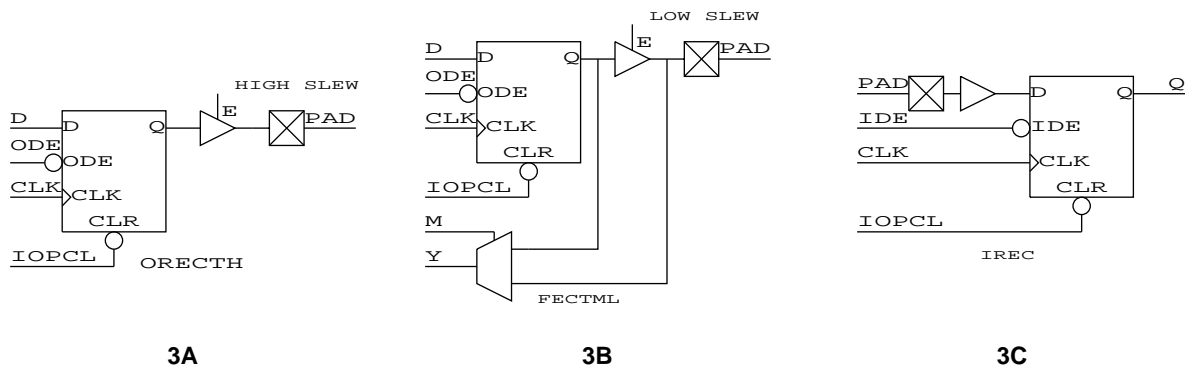 HIGH SLEW
E
D
D
Q
PAD
ODE
ODE
CLK
CLK
CLR
IOPCL
ORECTH
3A
LOW SLEW
E
D
D
Q
PAD
ODE
ODE
CLK
CLK
CLR
IOPCL
M
Y
FECTML
3B
PAD
D
Q
Q
IDE
IDE
CLK
CLK
CLR
IOPCL
IREC
3C